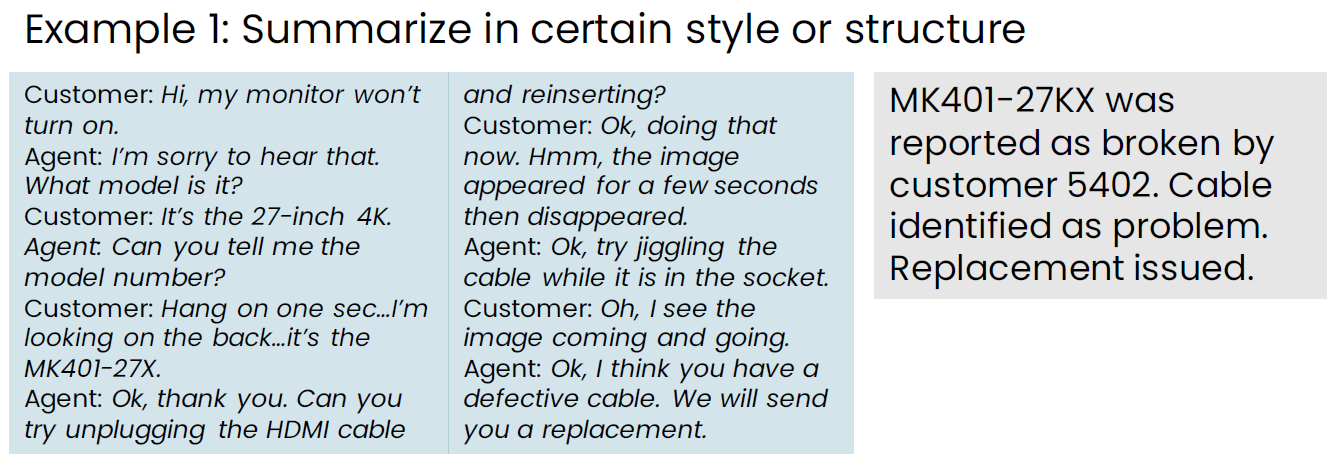 Example 1: Summarize in certain style or structure
Customer: Hi, my monitor won’t
turn on.
Agent: I’m sorry to hear that.
What model is it?
Customer: It’s the 27-inch 4K.
Agent: Can you tell me the
model number?
Customer: Hang on one sec...I’m
looking on the back...it’s the
MK401-27X.
Agent: Ok, thank you. Can you
try unplugging the HDMI cable
and reinserting?
Customer: Ok, doing that
now. Hmm, the image
appeared for a few seconds
then disappeared.
Agent: Ok, try jiggling the
cable while it is in the socket.
Customer: Oh, I see the
image coming and going.
Agent: Ok, I think you have a
defective cable. We will send
you a replacement.
MK401-27KX was
reported as broken by
customer 5402. Cable
identified as problem.
Replacement issued.